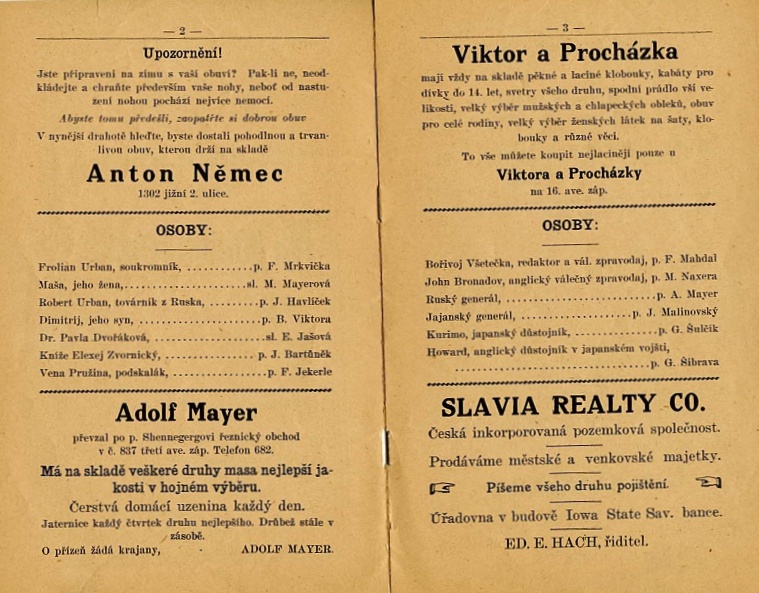 — 2 —
Upozornění!
Jste připraveni na zimu s vaší obuví? Pak-li ne, neod-
kládejte a chraňte především vaše nohy, neboť od nastu-
zení nohou pochází nejvíce nemocí.
Abyste tomu předešli, zaopatřte si dobrou obuv
V nynější drahotě hleďte, byste dostali pohodlnou a trvan-
livou obuv, kterou drží na skladě
Anton Němec
1302 jižní 2. ulice.
OSOBY:
Frolian Urban, soukromník, ............p. F. Mrkvička
Maša, jeho žena,......................sl. M. Mayerová
Robert Urban, továrník z Ruska, .........p. J. Havlíček
Dimitrij, jeho syn, ......................p. B. Viktora
Dr. Pavla Dvořáková, ....................sl. E. Jašová
Kníže Elexej Zvornický, ................p. J. Bartůněk
Vena Pružina, podskalák, ................p. F. Jekerle
Adolf Mayer
převzal po p. Shennegergovi řeznický obchod
v č. 837 třetí ave. záp. Telefon 682.
Má na skladě veškeré druhy masa nejlepší ja-
kosti v hojném výběru.
Čerstvá domácí uzenina každý den.
Jaternice každý čtvrtek druhu nejlepšího. Drůbež stále v
zásobě.
O přízeň žádá krajany, ADOLF MAYER.
— 3 —
Viktor a Procházka
mají vždy na skladě pěkné a laciné klobouky, kabáty pro
dívky do 14. let, svetry všeho druhu, spodní prádlo vší ve-
likosti, velký výběr mužských a chlapeckých obleků, obuv
pro celé rodiny, velký výběr ženských látek na šaty, klo-
bouky a různé věci.
To vše můžete koupit nejlaciněji pouze u
Viktora a Procházky
na 16. ave. záp.
OSOBY:
Bořivoj Všetečka, redaktor a vál. zpravodaj, p. F. Mahdal
John Bronadov, anglický válečný zpravodaj, p. M. Naxera
Ruský generál, ...........................p. A. Mayer
Jajanský generál, .....................p. J. Malinovský
Kurimo, japanský důstojník, ..............p. G. Šulčík
Howard, anglický důstojník v japanském vojšti,
....................................p. G. Šibrava
SLAVIA REALTY CO.
Česká inkorporovaná pozemková společnost.
Prodáváme městské a venkovské majetky.
Píšeme všeho druhu pojištění.
Úřadovna v budově Iowa State Sav. bance.
ED. E. HACH, řiditel.